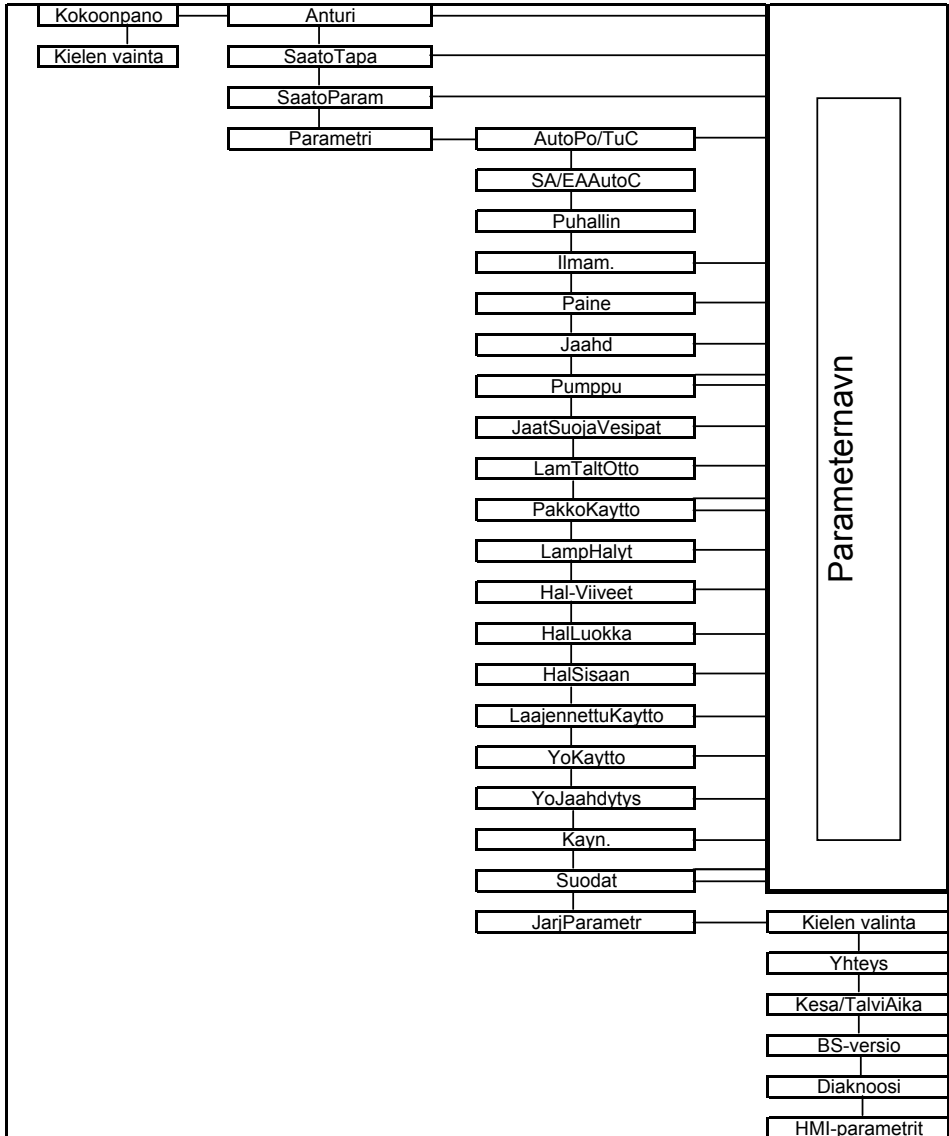 Kokoonpano
Anturi
Kielen vainta
SaatoTapa
SaatoParam
Parametri
AutoPo/TuC
SA/EAAutoC
Puhallin
Ilmam.
Paine
Jaahd
Pumppu
JaatSuojaVesipat
LamTaltOtto
PakkoKaytto
LampHalyt
Hal-Viiveet
HalLuokka
HalSisaan
LaajennettuKaytto
YoKaytto
YoJaahdytys
Kayn.
Suodat
JarjParametr
Parameternavn
Kielen valinta
Yhteys
Kesa/TalviAika
BS-versio
Diaknoosi
HMI-parametrit